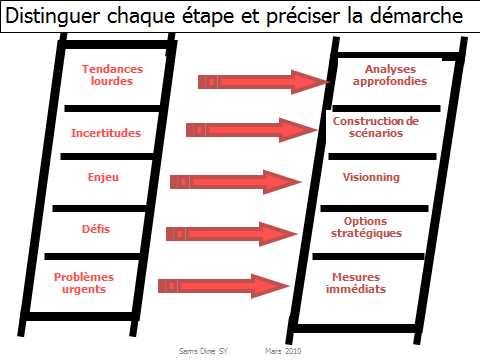 Distinguer chaque étape et préciser la démarche
Tendances
lourdes
Analyses
approfondies
Incertitudes
Construction de
scénarios
Enjeu
Visionning
Défis
Options
stratégiques
Problèmes
urgents
Mesures
immédiats
Sams Dine SY Mars 2010